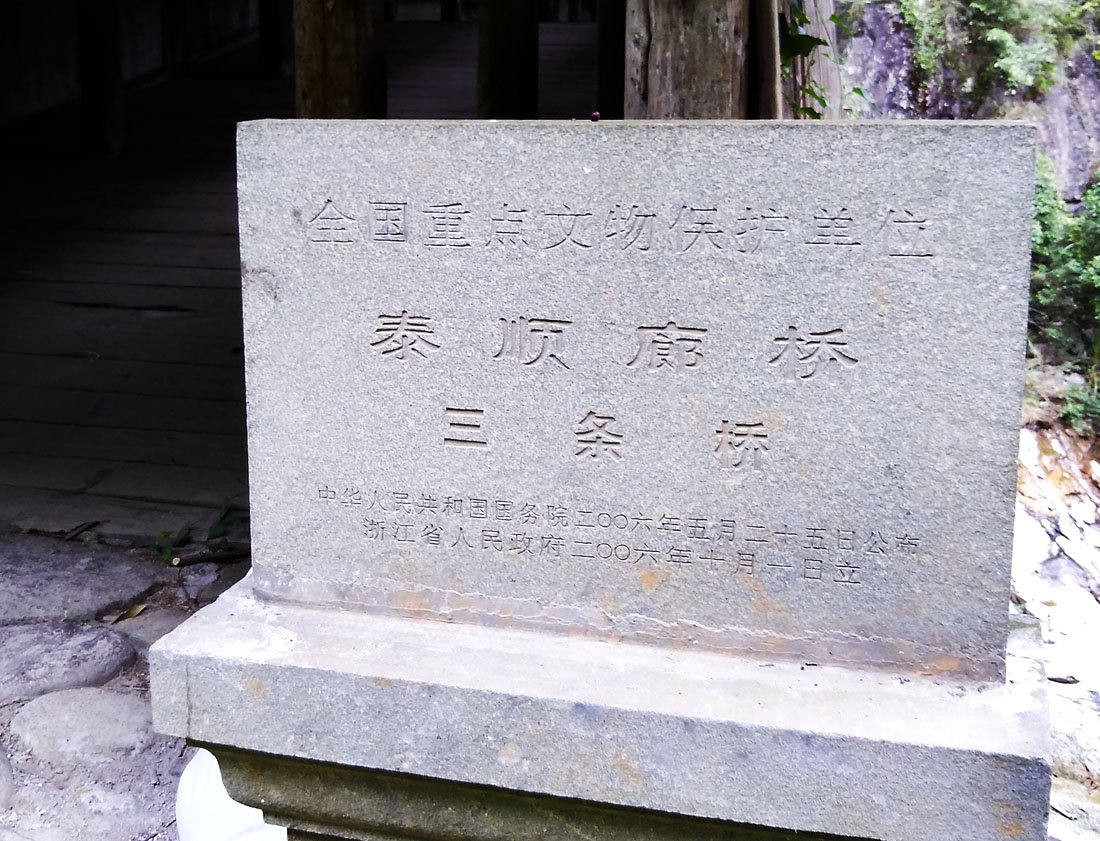 全国重点文物保护单位
泰顺廊桥
三条桥
中华人民共和国国务院二〇〇六年五月二十五日公布
浙江省人民政府二〇〇六年十月一日立